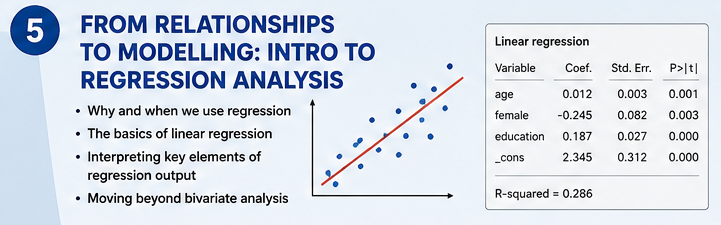 5
FROM RELATIONSHIPS
TO MODELLING: INTRO TO
REGRESSION ANALYSIS
• Why and when we use regression
• The basics of linear regression
• Interpreting key elements of
regression output
• Moving beyond bivariate analysis
Linear regression
Variable Coef. Std. Err. P>|t|
age 0.012 0.003 0.001
female -0.245 0.082 0.003
education 0.187 0.027 0.000
_cons 2.345 0.312 0.000
R-squared = 0.286